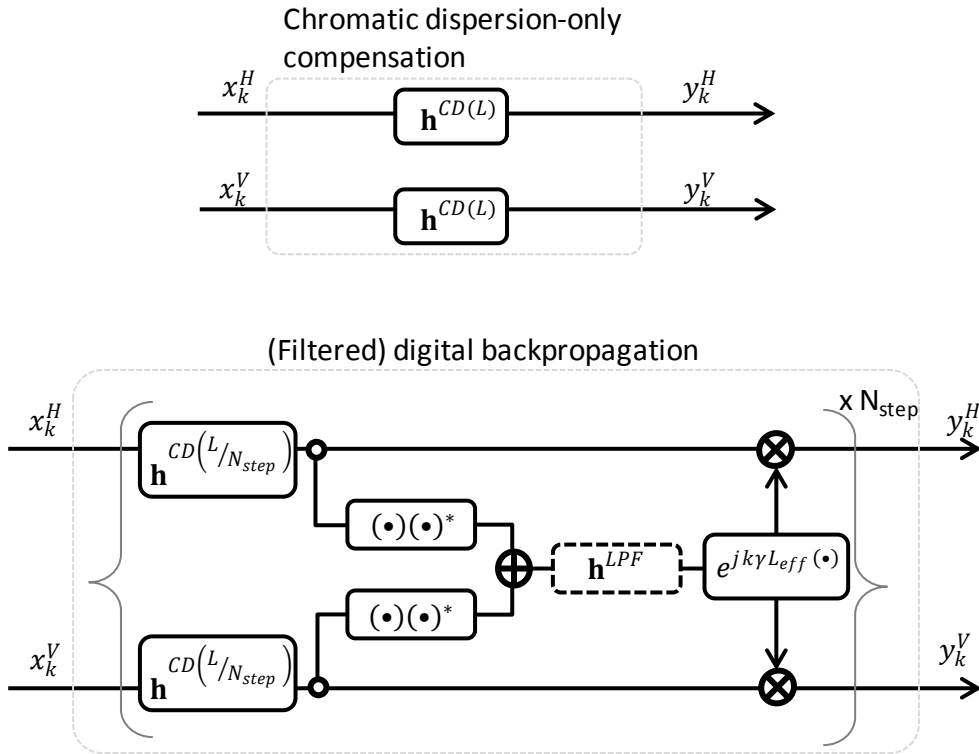 Chromatic dispersion-only
compensation
x_k^H h^{CD(L)} y_k^H
x_k^V h^{CD(L)} y_k^V
(Filtered) digital backpropagation
x N_step
x_k^H h^{CD(L/N_step)} y_k^H
(•)(•)*
h^{LPF} e^{jkγL_eff(•)}
(•)(•)*
x_k^V h^{CD(L/N_step)} y_k^V